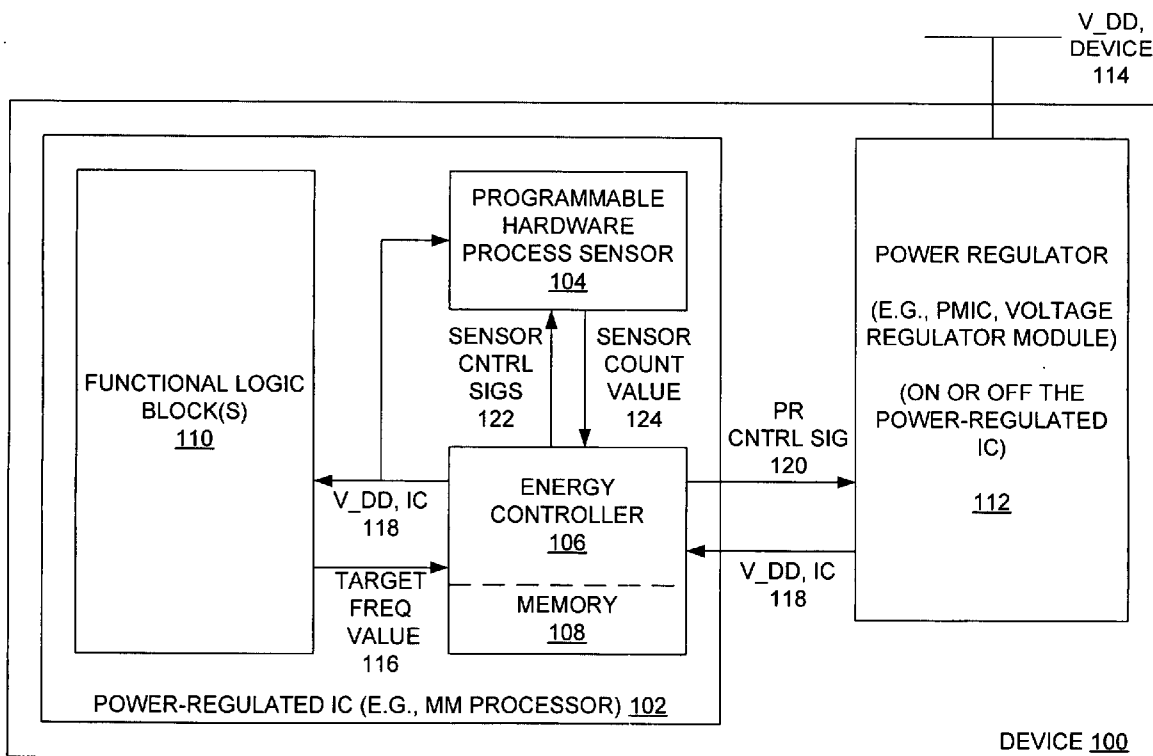 V_DD,
DEVICE
114
PROGRAMMABLE
HARDWARE
PROCESS SENSOR
104
POWER REGULATOR
(E.G., PMIC, VOLTAGE
REGULATOR MODULE)
(ON OR OFF THE
POWER-REGULATED
IC)
112
SENSOR
CNTRL
SIGS
122
SENSOR
COUNT
VALUE
124
FUNCTIONAL LOGIC
BLOCK(S)
110
PR
CNTRL SIG
120
V_DD, IC
118
ENERGY
CONTROLLER
106
V_DD, IC
118
TARGET
FREQ
VALUE
116
MEMORY
108
POWER-REGULATED IC (E.G., MM PROCESSOR) 102
DEVICE 100